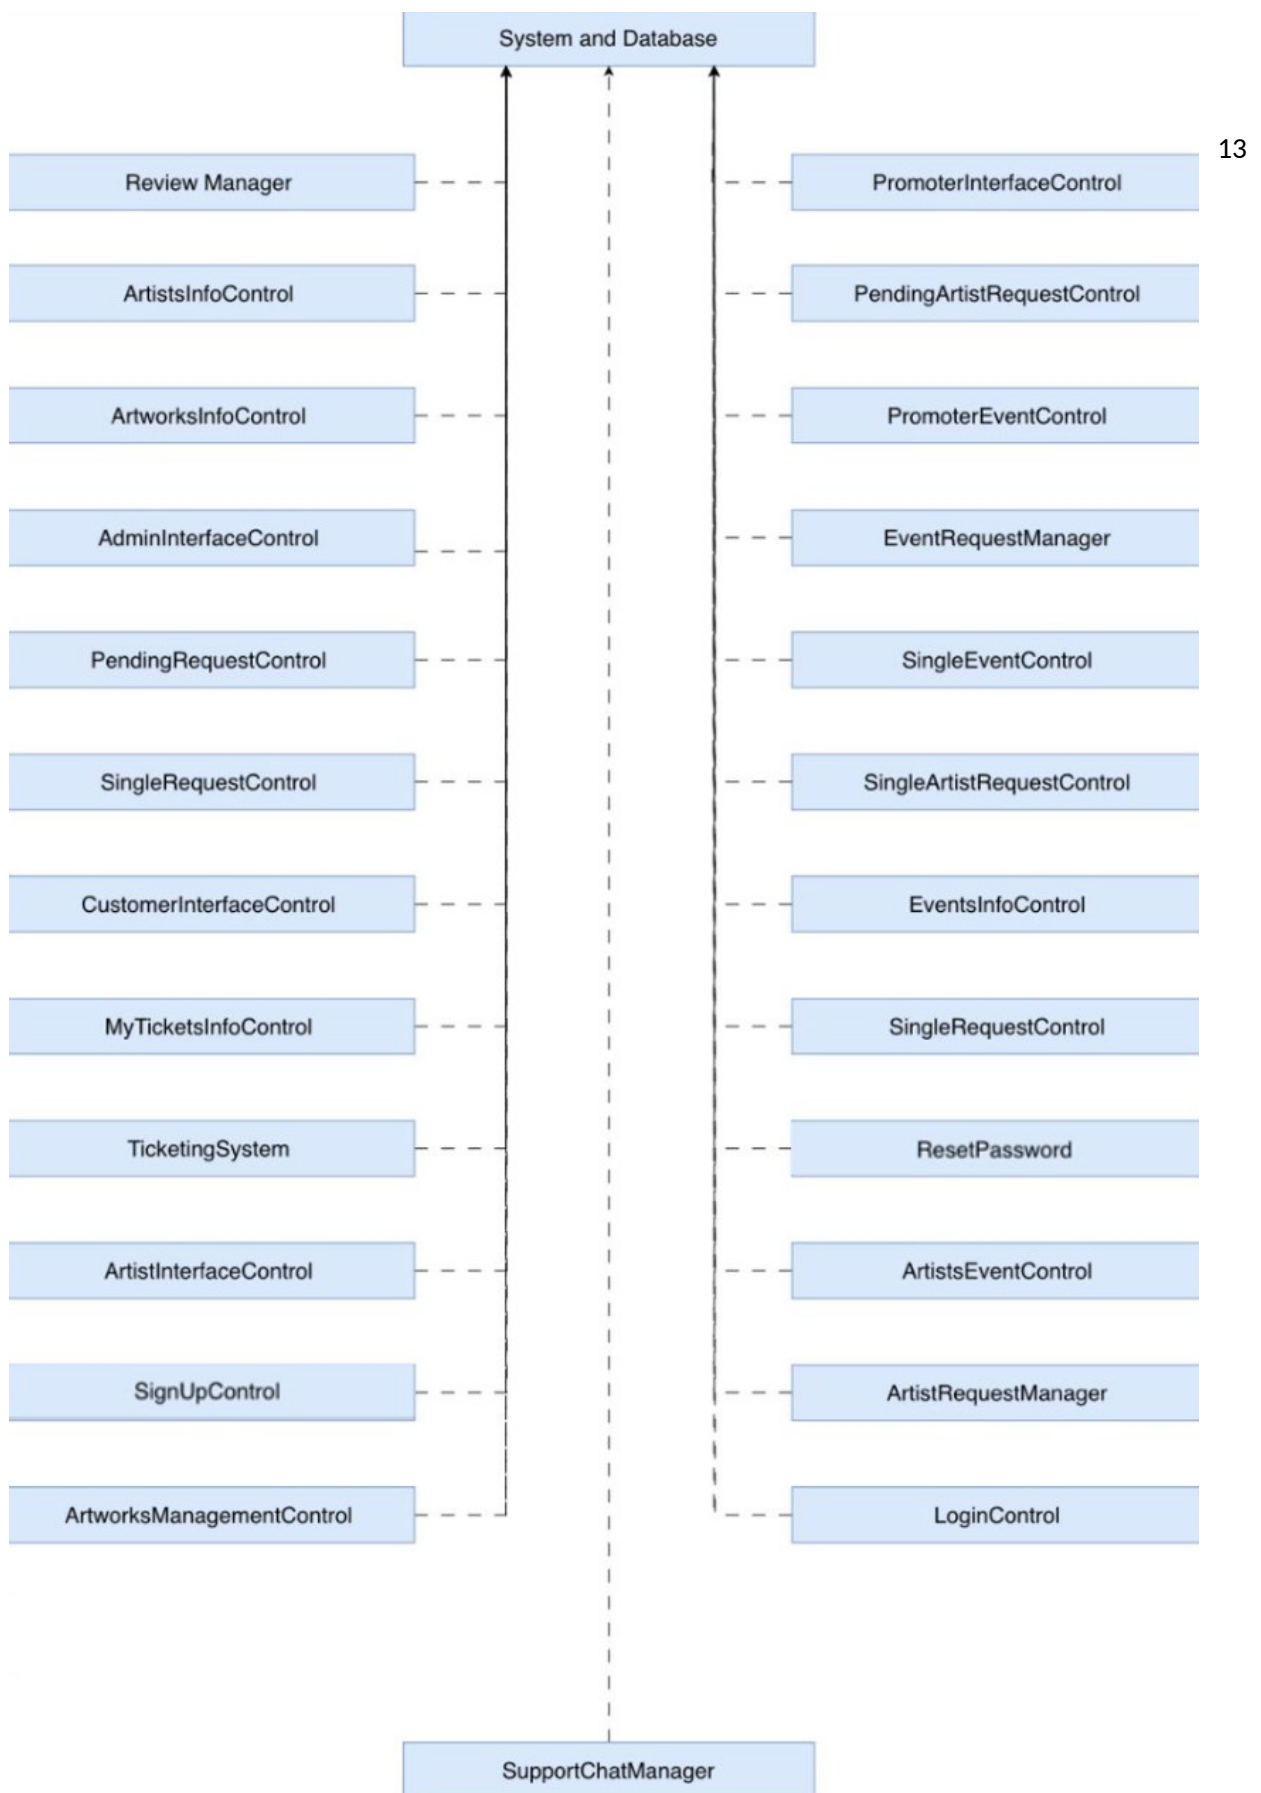 System and Database
13
Review Manager
PromoterInterfaceControl
ArtistsInfoControl
PendingArtistRequestControl
ArtworksInfoControl
PromoterEventControl
AdminInterfaceControl
EventRequestManager
PendingRequestControl
SingleEventControl
SingleRequestControl
SingleArtistRequestControl
CustomerInterfaceControl
EventsInfoControl
MyTicketsInfoControl
SingleRequestControl
TicketingSystem
ResetPassword
ArtistInterfaceControl
ArtistsEventControl
SignUpControl
ArtistRequestManager
ArtworksManagementControl
LoginControl
SupportChatManager